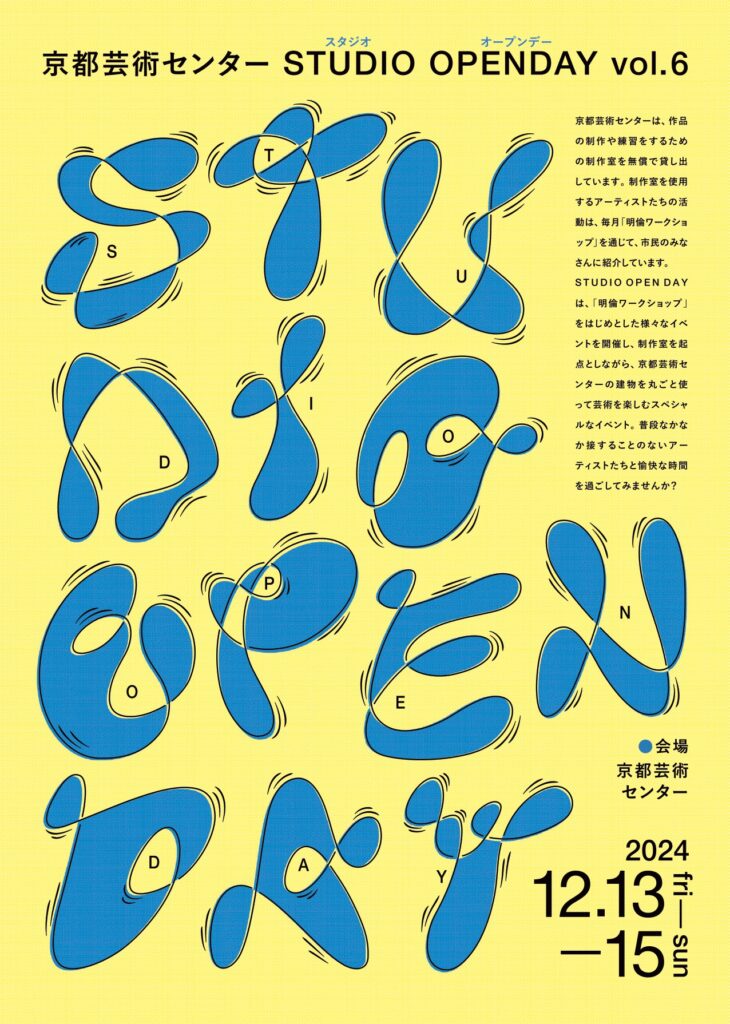 スタジオ オープンデー
京都芸術センター STUDIO OPENDAY vol.6
京都芸術センターは、作品
の制作や練習をするため
の制作室を無償で貸し出
しています。制作室を使用
するアーティストたちの活
動は、毎月「明倫ワークショ
ップ」を通じて、市民のみな
さんに紹介しています。
STUDIO OPEN DAY
は、「明倫ワークショップ」
をはじめとした様々なイベ
ントを開催し、制作室を起
点としながら、京都芸術セ
ンターの建物を丸ごと使
って芸術を楽しむスペシャ
ルなイベント。普段なかな
か接することのないアー
ティストたちと愉快な時間
を過ごしてみませんか?
STU
S T U
DIO
D I O
OPEN
O P E N
DAY
D A Y
●会場
京都芸術
センター
2024
12.13 fri
—15 sun